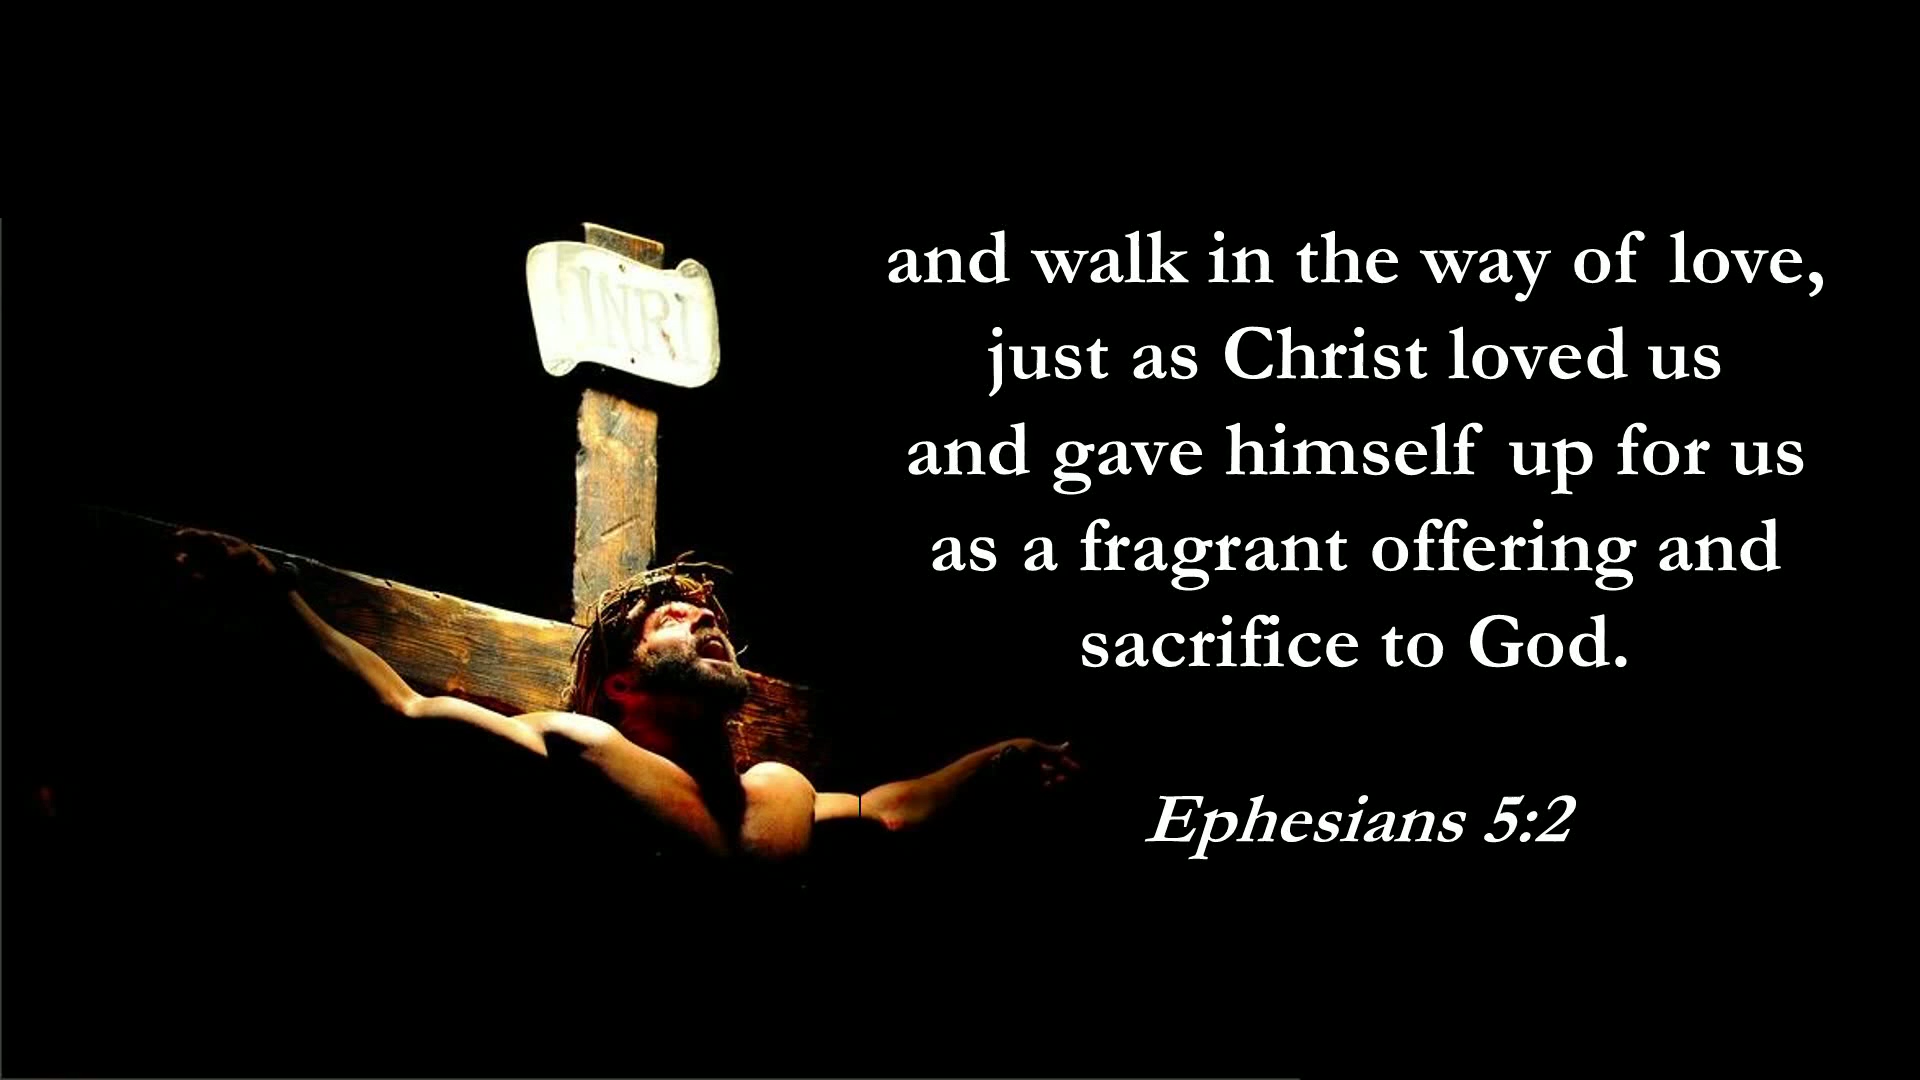 INRI
and walk in the way of love,
just as Christ loved us
and gave himself up for us
as a fragrant offering and
sacrifice to God.
Ephesians 5:2